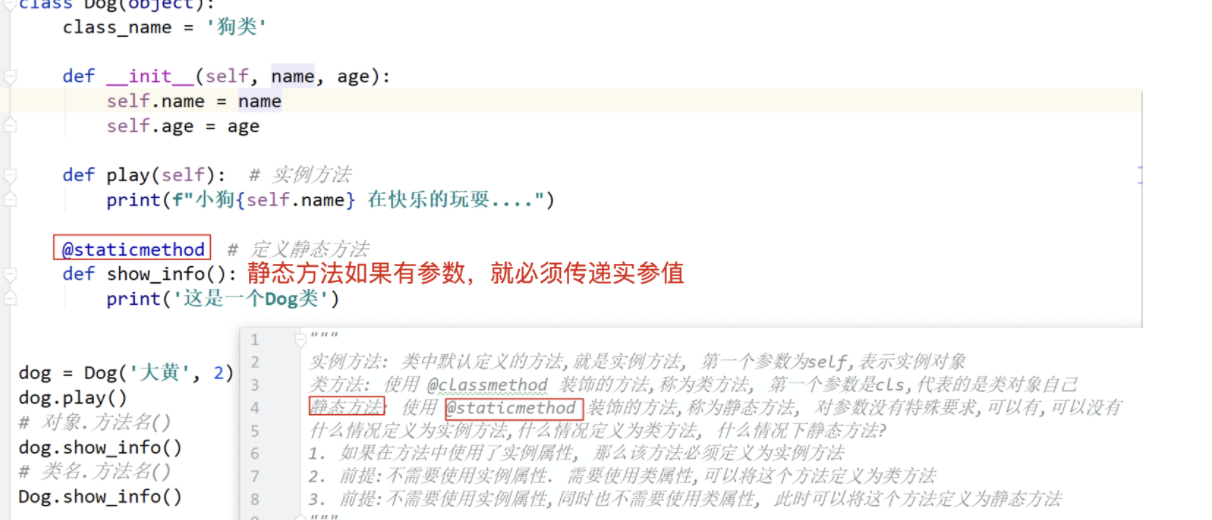 class Dog(object):
class_name = '狗类'
def __init__(self, name, age):
self.name = name
self.age = age
def play(self):  # 实例方法
print(f"小狗{self.name} 在快乐的玩耍....")
@staticmethod  # 定义静态方法
def show_info(): 静态方法如果有参数，就必须传递实参值
print('这是一个Dog类')
dog = Dog('大黄', 2)
dog.play()
# 对象.方法名()
dog.show_info()
# 类名.方法名()
Dog.show_info()
1 """
2 实例方法: 类中默认定义的方法,就是实例方法, 第一个参数为self,表示实例对象
3 类方法: 使用 @classmethod 装饰的方法,称为类方法, 第一个参数是cls,代表的是类对象自己
4 静态方法: 使用 @staticmethod 装饰的方法,称为静态方法, 对参数没有特殊要求,可以有,可以没有
5 什么情况定义为实例方法,什么情况定义为类方法, 什么情况下静态方法?
6 1. 如果在方法中使用了实例属性, 那么该方法必须定义为实例方法
7 2. 前提:不需要使用实例属性. 需要使用类属性,可以将这个方法定义为类方法
8 3. 前提:不需要使用实例属性,同时也不需要使用类属性, 此时可以将这个方法定义为静态方法
9 """